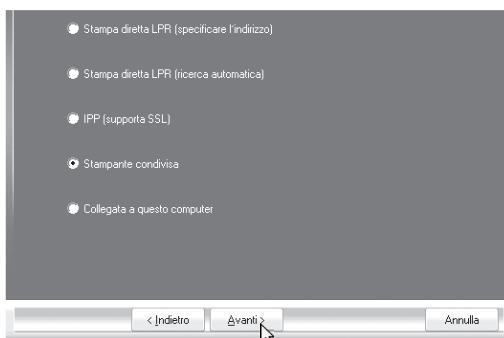 Stampa diretta LPR (specificare l'indirizzo)
Stampa diretta LPR (ricerca automatica)
IPP (supporta SSL)
Stampante condivisa
Collegata a questo computer
< Indietro Avanti > Annulla